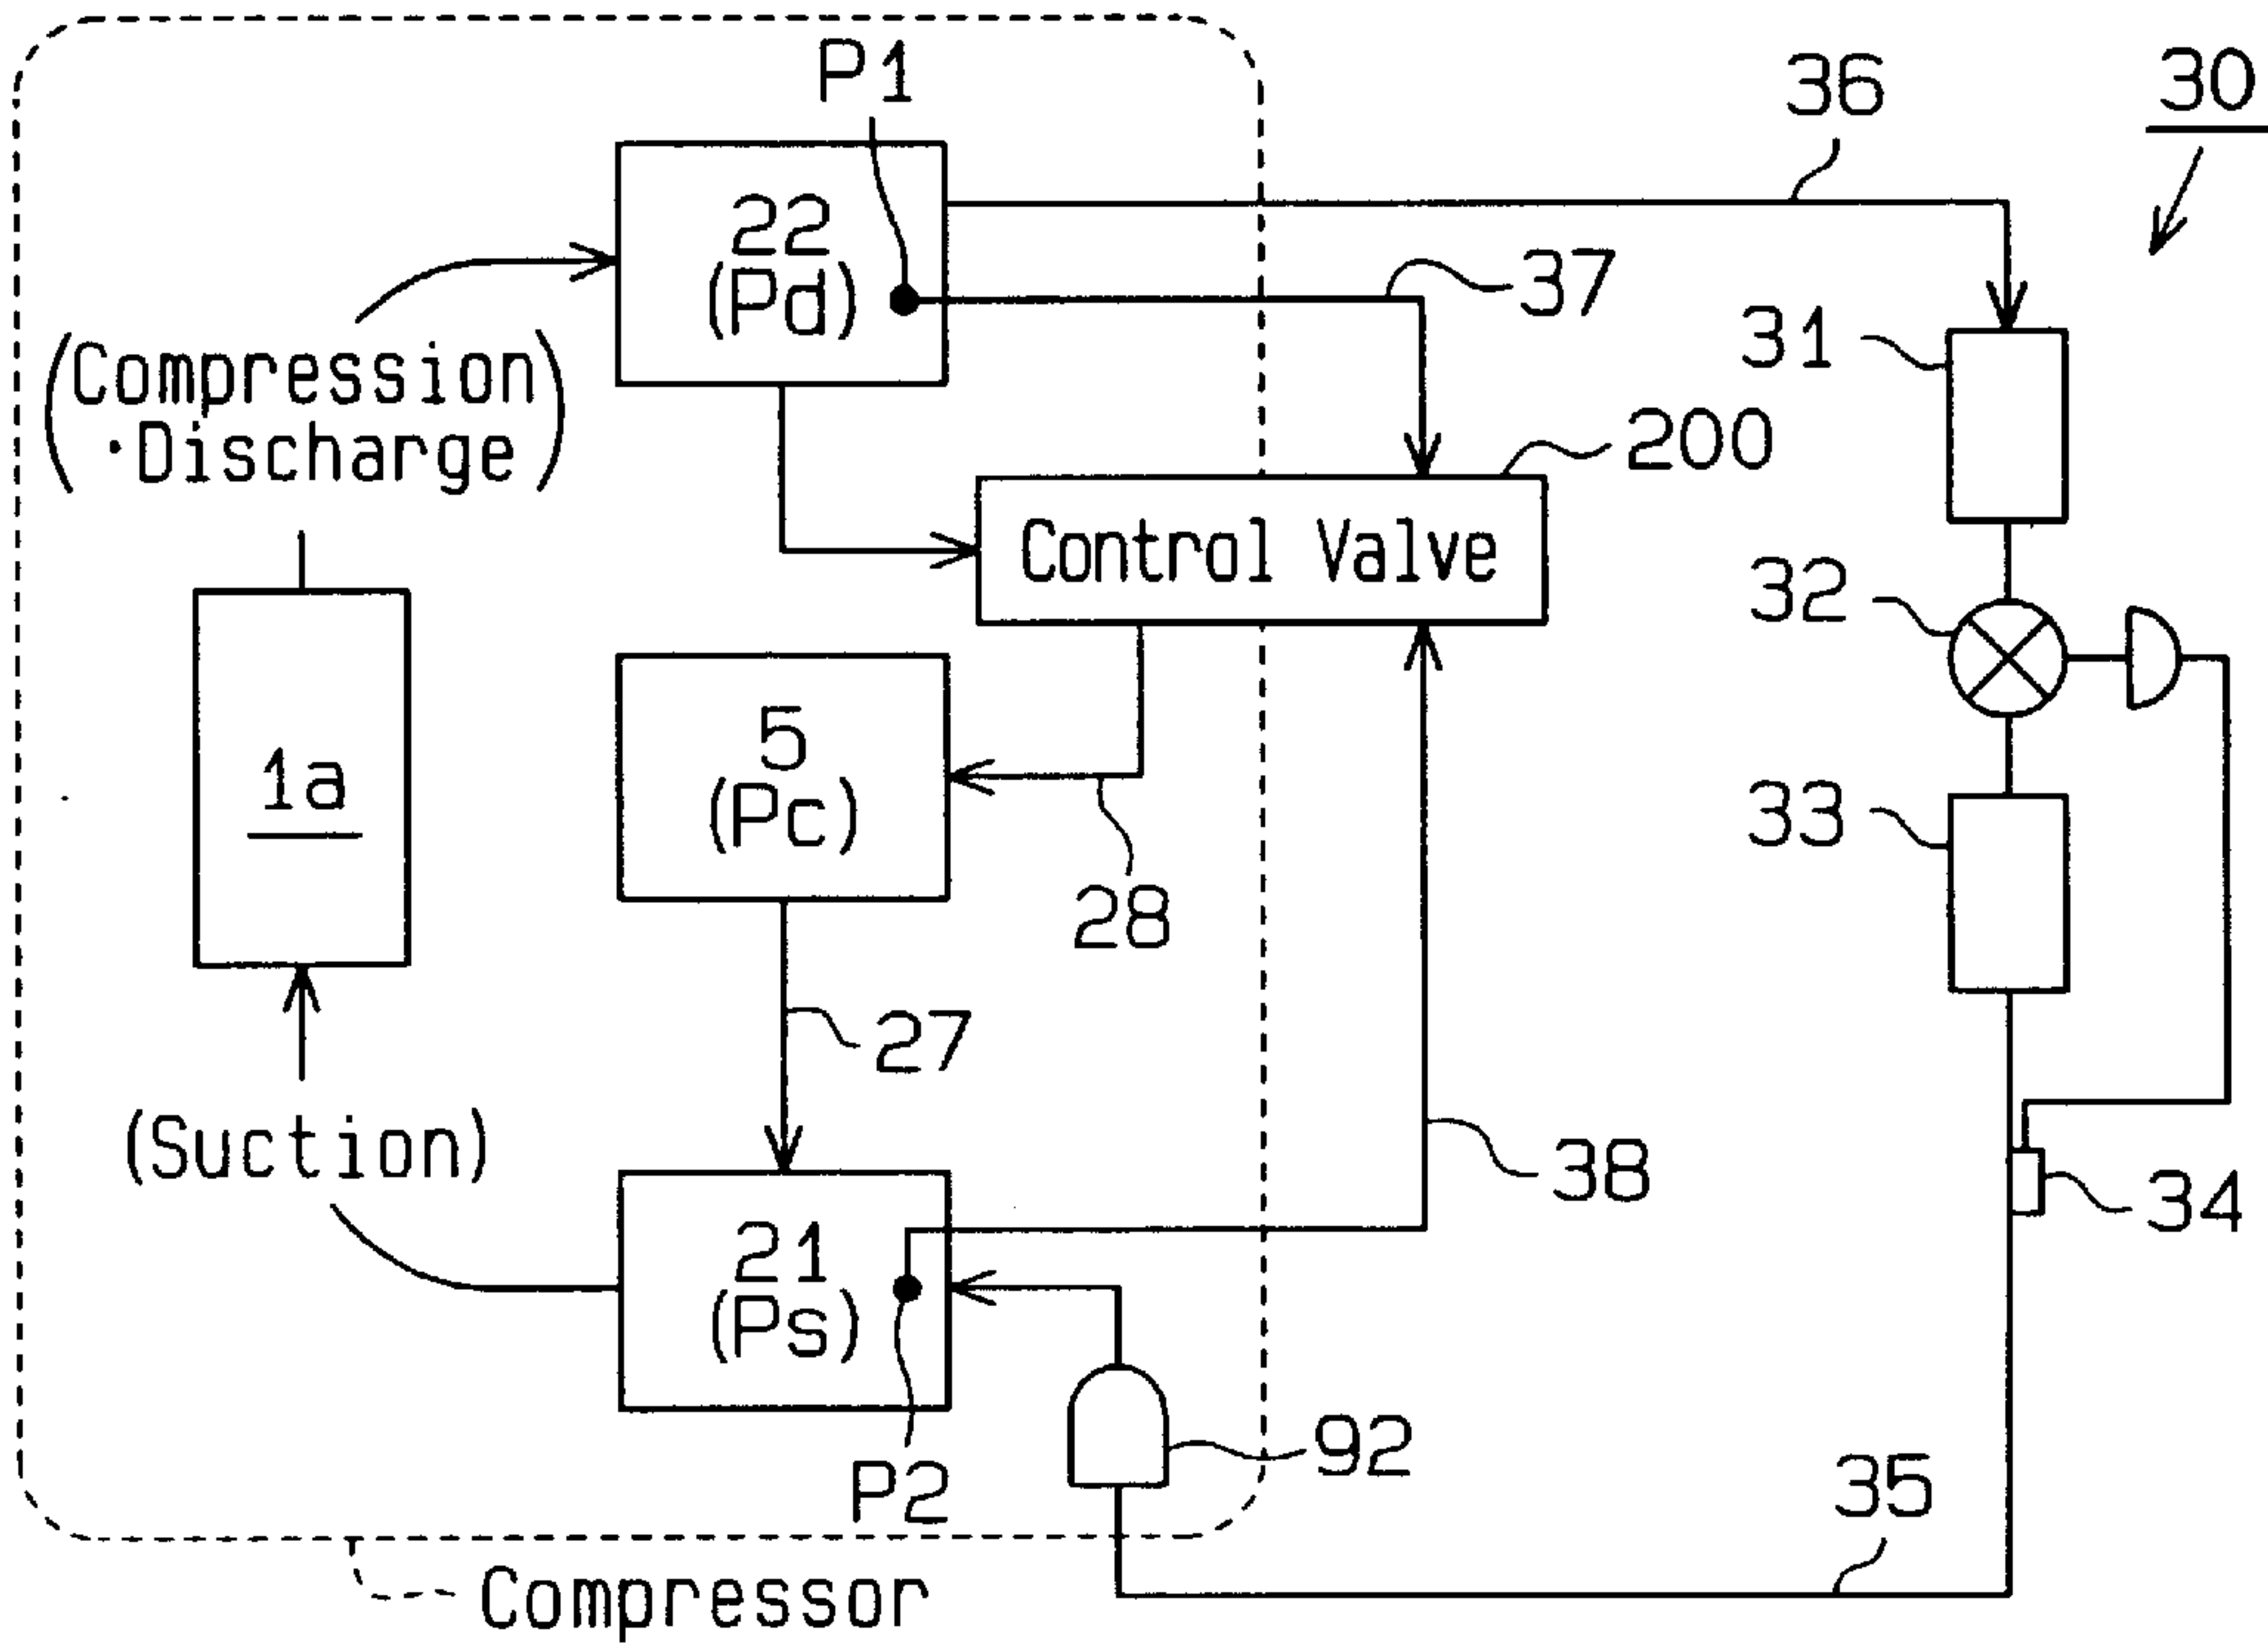 P1
36
30
22
(Pd)
37
31
(Compression
·Discharge)
200
Control Valve
32
5
(Pc)
1a
33
28
27
(Suction)
38
34
21
(Ps)
92
P2
35
Compressor